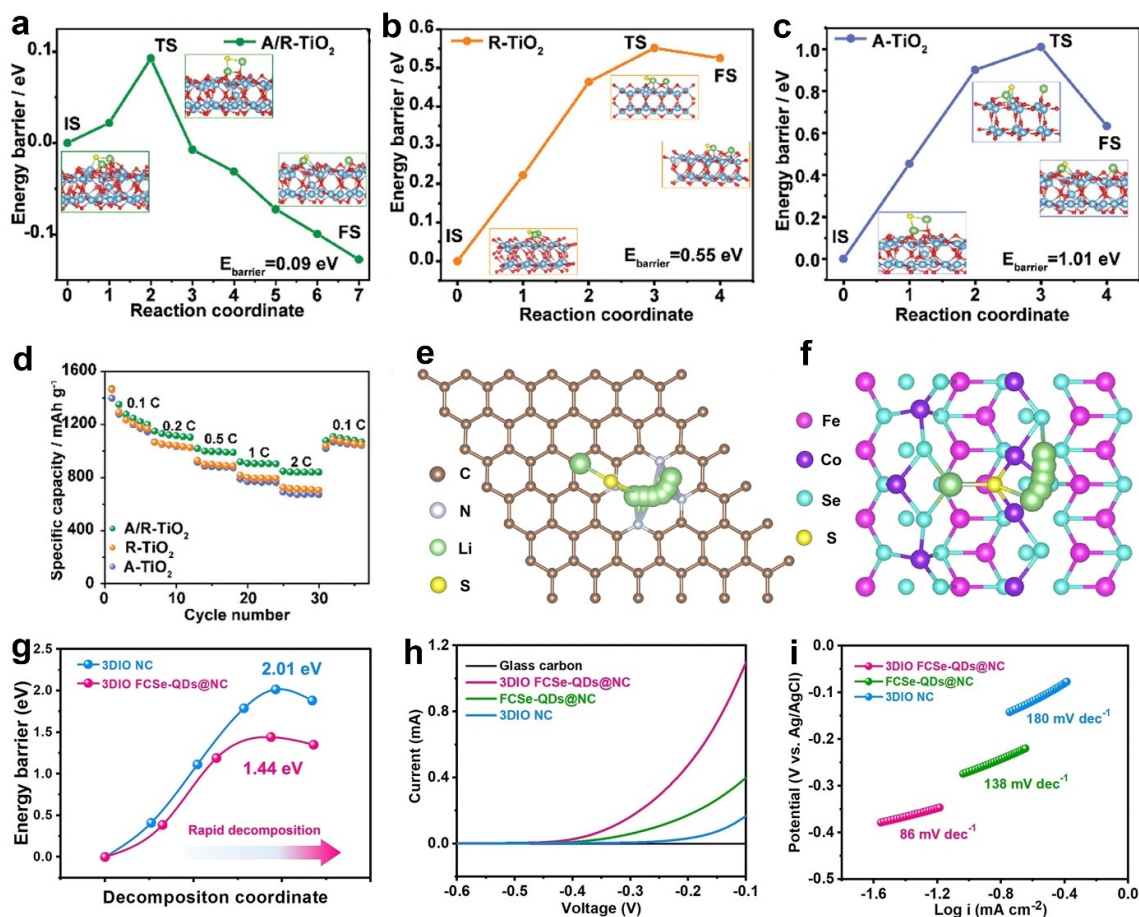 a
A/R-TiO2
TS
IS
FS
Ebarrier=0.09 eV
Energy barrier / eV
0.1
0.0
-0.1
0 1 2 3 4 5 6 7
Reaction coordinate
b
R-TiO2
TS
FS
IS
Ebarrier=0.55 eV
Energy barrier / eV
0.6
0.5
0.4
0.3
0.2
0.1
0.0
0 1 2 3 4
Reaction coordinate
c
A-TiO2
TS
FS
IS
Ebarrier=1.01 eV
Energy barrier / eV
1.0
0.8
0.6
0.4
0.2
0.0
0 1 2 3 4
Reaction coordinate
d
Specific capacity / mAh g-1
1600
1200
800
400
0
0.1 C
0.2 C
0.5 C
1 C
2 C
0.1 C
A/R-TiO2
R-TiO2
A-TiO2
0 10 20 30
Cycle number
e
C
N
Li
S
f
Fe
Co
Se
S
g
3DIO NC
3DIO FCSe-QDs@NC
2.01 eV
1.44 eV
Rapid decomposition
Energy barrier (eV)
2.5
2.0
1.5
1.0
0.5
0.0
Decompositon coordinate
h
Glass carbon
3DIO FCSe-QDs@NC
FCSe-QDs@NC
3DIO NC
Current (mA)
1.2
0.8
0.4
0.0
-0.6 -0.5 -0.4 -0.3 -0.2 -0.1
Voltage (V)
i
3DIO FCSe-QDs@NC
FCSe-QDs@NC
3DIO NC
180 mV dec-1
138 mV dec-1
86 mV dec-1
Potential (V vs. Ag/AgCl)
0.0
-0.1
-0.2
-0.3
-0.4
-0.5
-1.6 -1.2 -0.8 -0.4 0.0
Log i (mA cm-2)